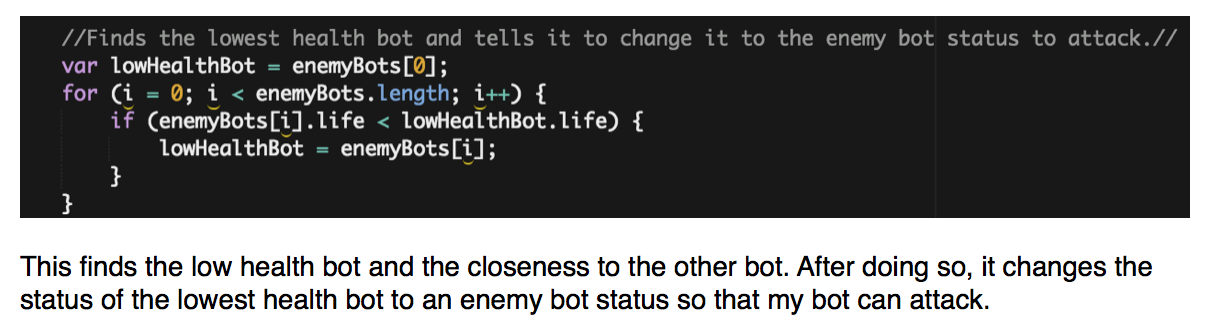 //Finds the lowest health bot and tells it to change it to the enemy bot status to attack.//
var lowHealthBot = enemyBots[0];
for (i = 0; i < enemyBots.length; i++) {
    if (enemyBots[i].life < lowHealthBot.life) {
        lowHealthBot = enemyBots[i];
    }
}
This finds the low health bot and the closeness to the other bot. After doing so, it changes the
status of the lowest health bot to an enemy bot status so that my bot can attack.